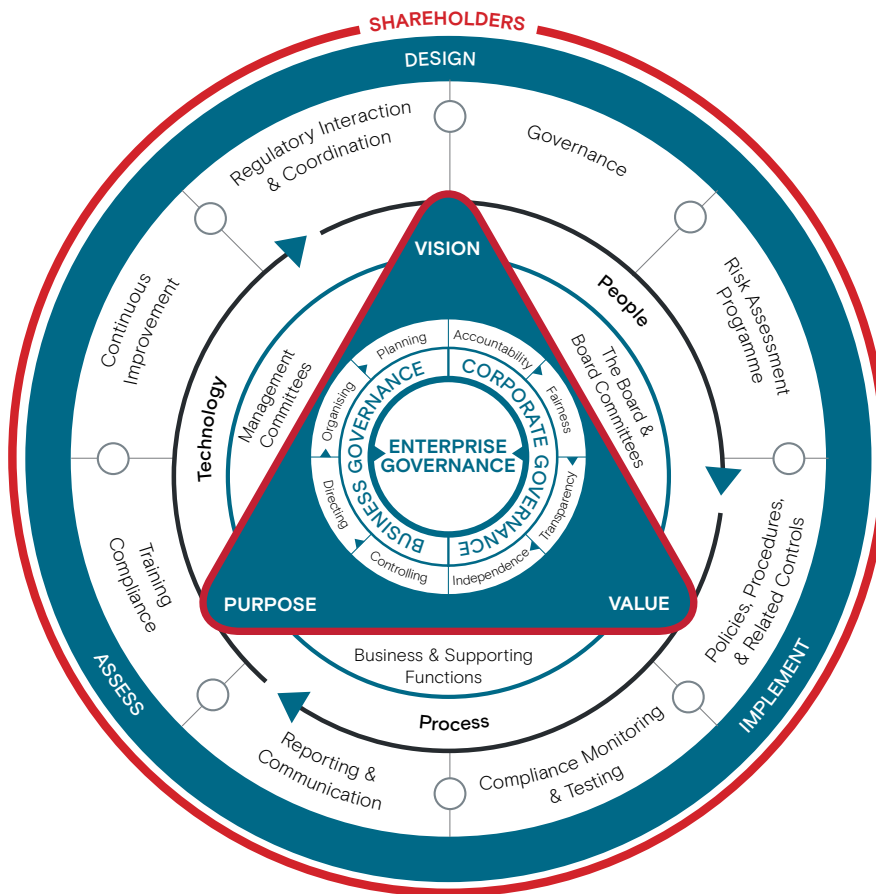 SHAREHOLDERS
DESIGN
Regulatory Interaction
& Coordination
Governance
Risk Assessment
Programme
Policies, Procedures,
& Related Controls
IMPLEMENT
Compliance Monitoring
& Testing
Reporting &
Communication
ASSESS
Training
Compliance
Continuous
Improvement
Technology
People
Process
Management
Committees
The Board &
Board Committees
Business & Supporting
Functions
VISION
PURPOSE
VALUE
Planning
Accountability
Organising
Fairness
Directing
Transparency
Controlling
Independence
BUSINESS GOVERNANCE
CORPORATE GOVERNANCE
ENTERPRISE
GOVERNANCE